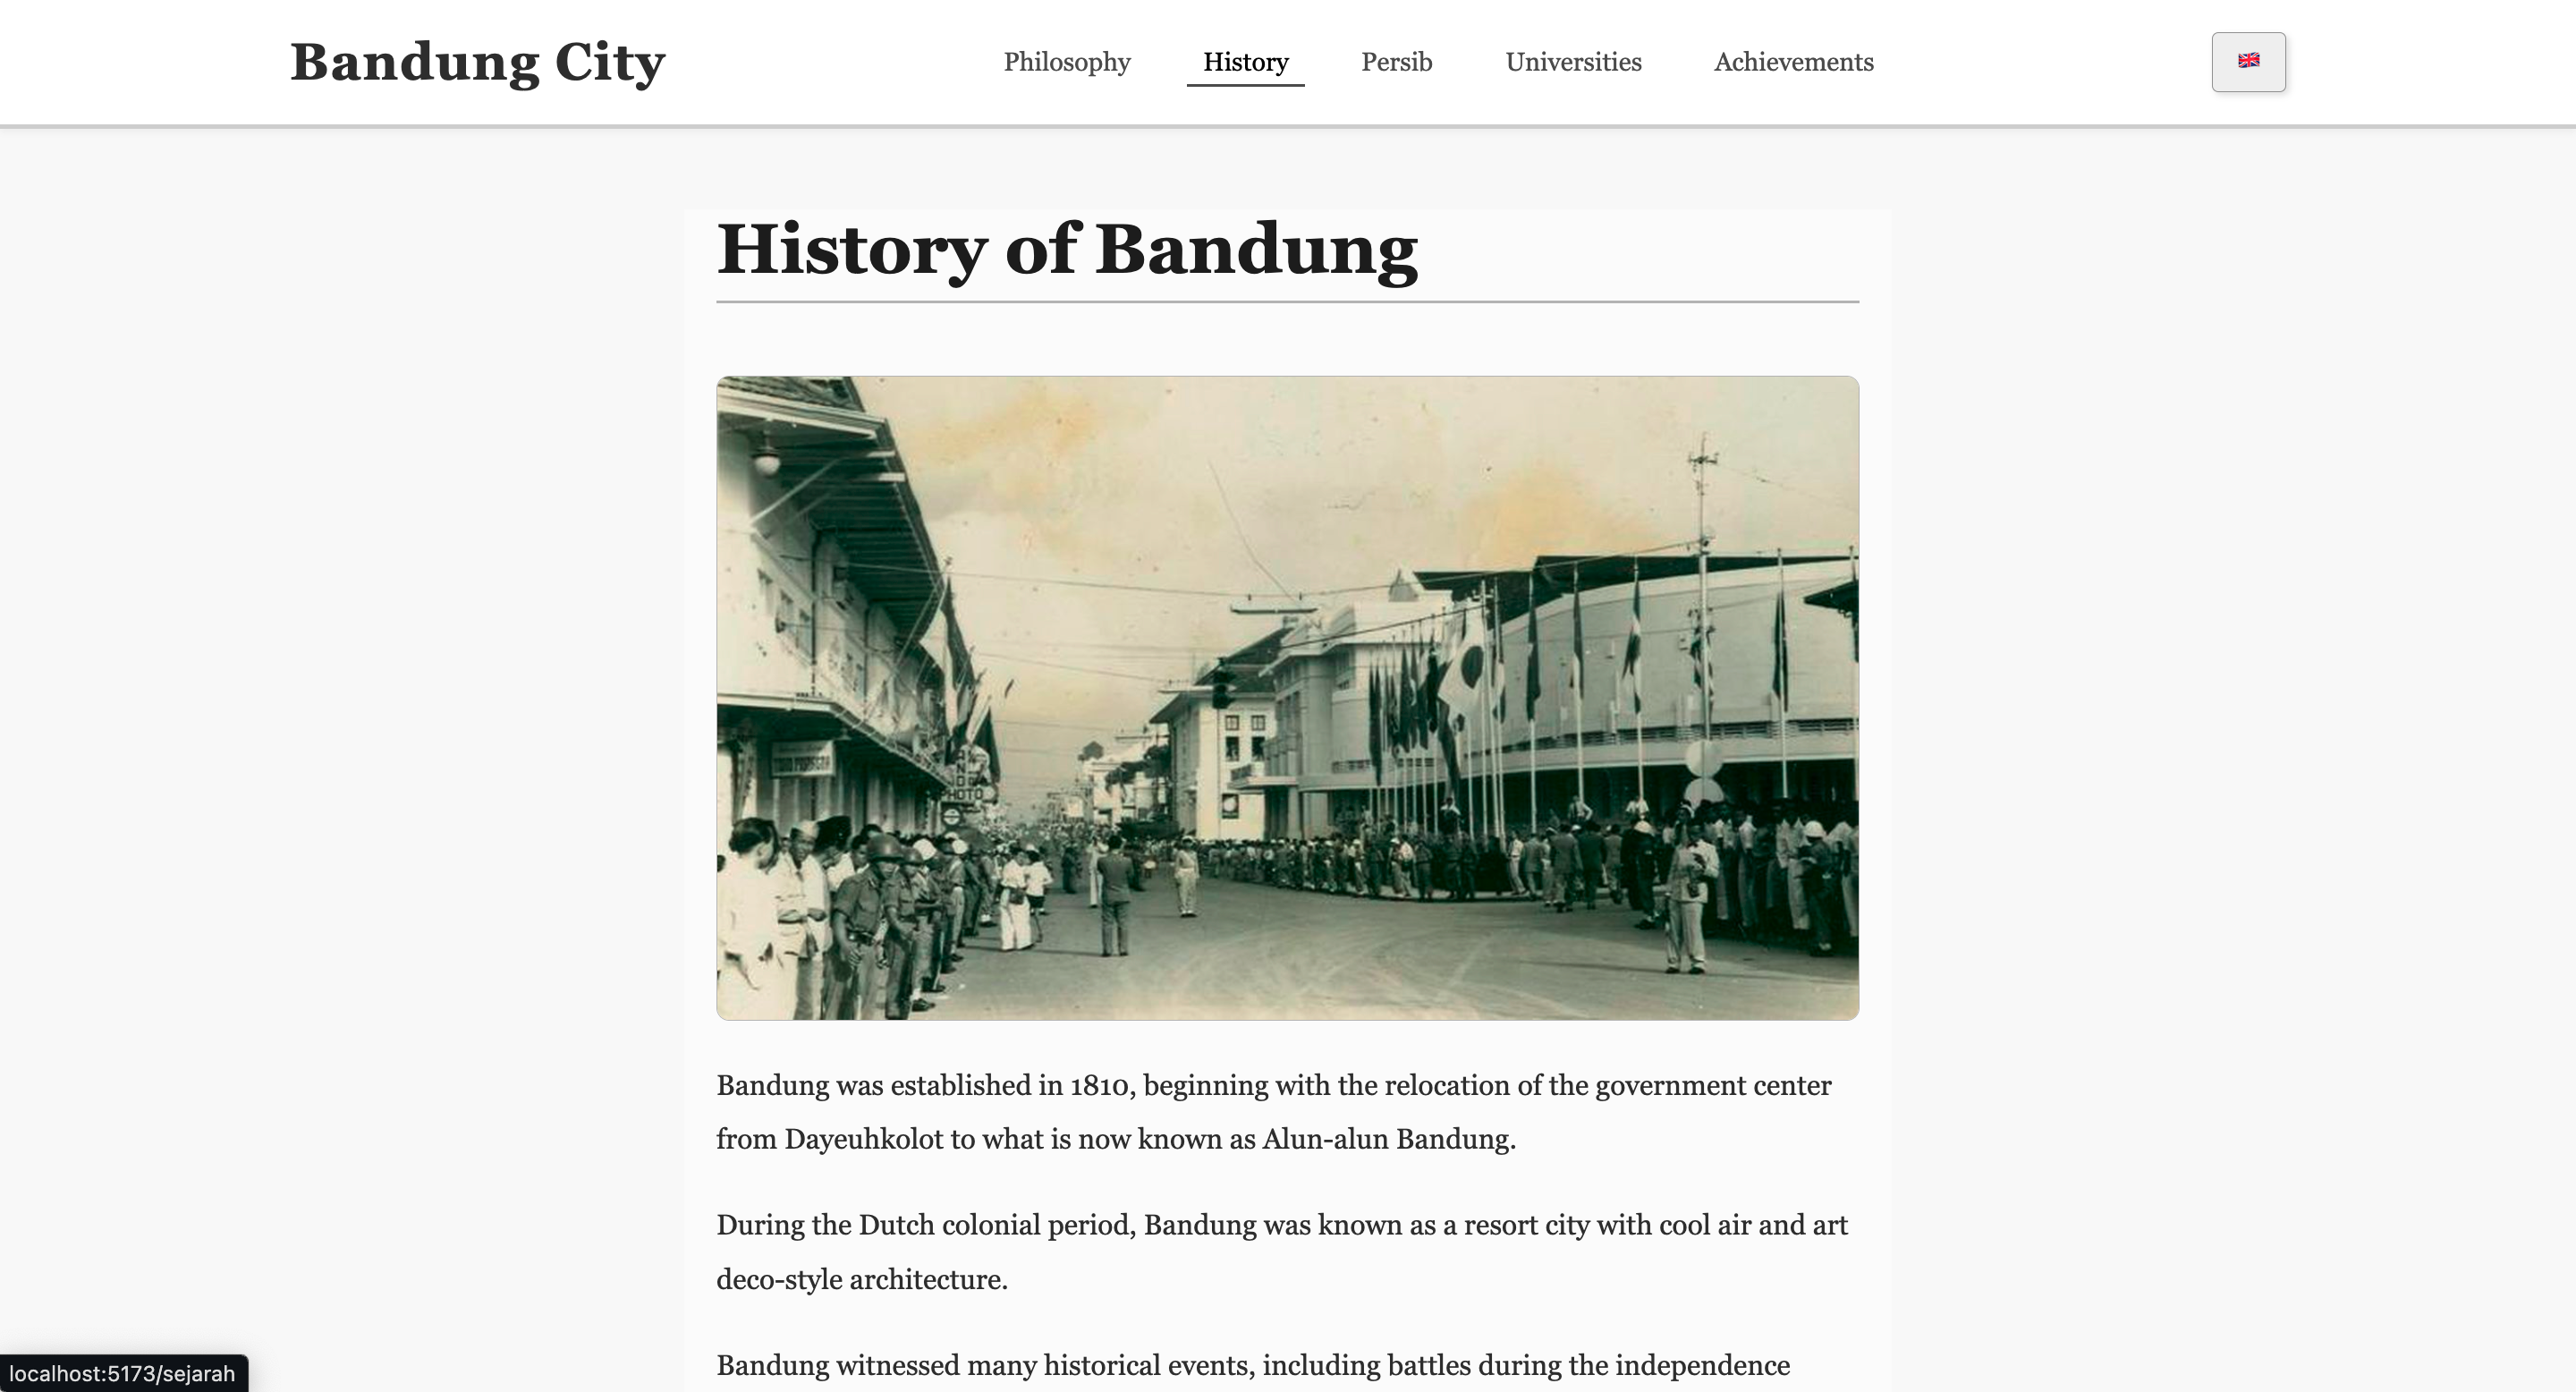 Bandung City
Philosophy
History
Persib
Universities
Achievements
History of Bandung
PHOTO
Bandung was established in 1810, beginning with the relocation of the government center
from Dayeuhkolot to what is now known as Alun-alun Bandung.
During the Dutch colonial period, Bandung was known as a resort city with cool air and art
deco-style architecture.
Bandung witnessed many historical events, including battles during the independence
localhost:5173/sejarah